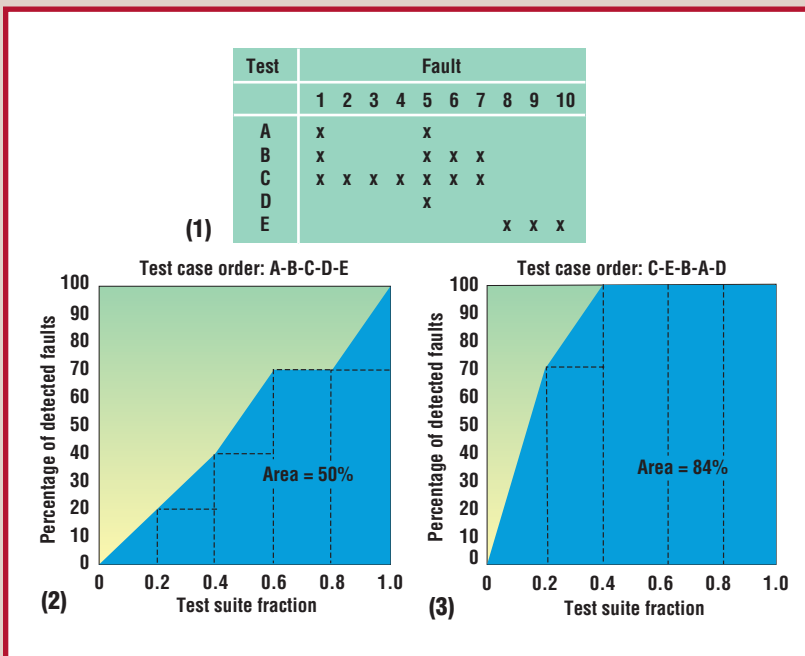 Test Fault
1 2 3 4 5 6 7 8 9 10
A x x
B x x x x
C x x x x x x x
D x
E x x x
(1)
Test case order: A-B-C-D-E
Percentage of detected faults
100
90
80
70
60
50
40
30
20
10
0
Area = 50%
0 0.2 0.4 0.6 0.8 1.0
Test suite fraction
(2)
Test case order: C-E-B-A-D
Percentage of detected faults
100
90
80
70
60
50
40
30
20
10
0
Area = 84%
0 0.2 0.4 0.6 0.8 1.0
Test suite fraction
(3)